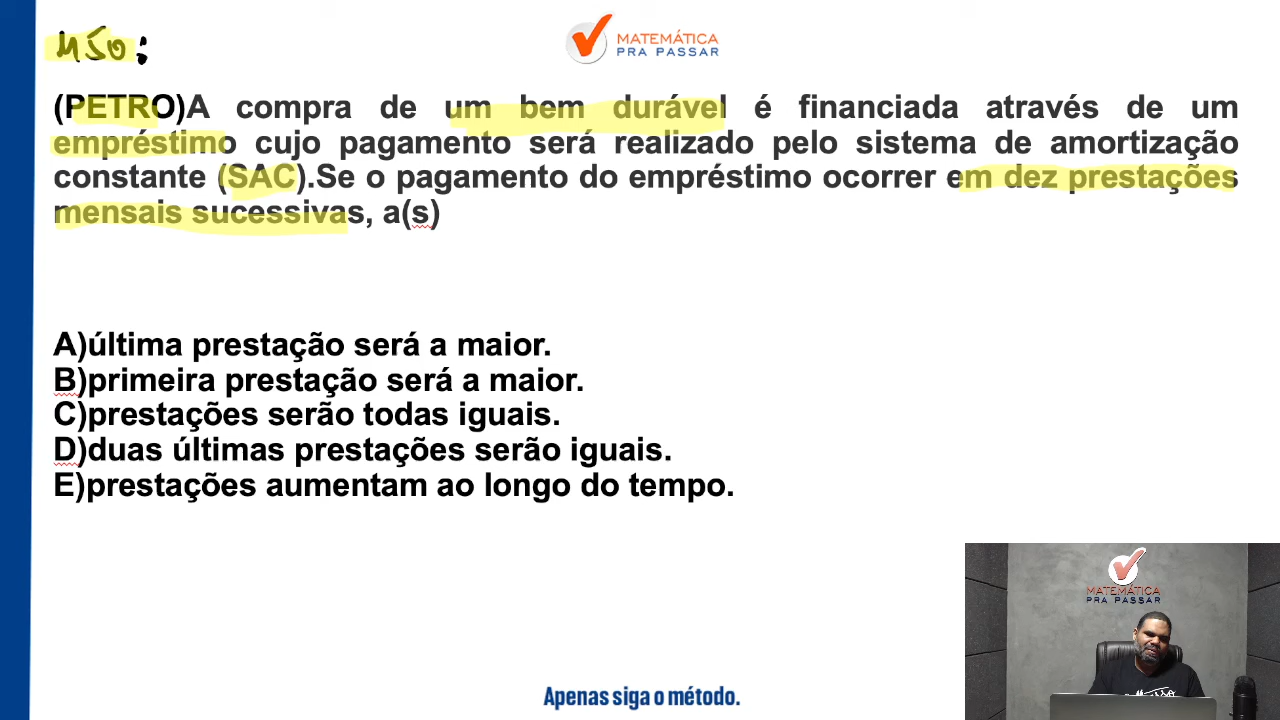 MSO:
MATEMÁTICA
PRA PASSAR
(PETRO)A compra de um bem durável é financiada através de um
empréstimo cujo pagamento será realizado pelo sistema de amortização
constante (SAC).Se o pagamento do empréstimo ocorrer em dez prestações
mensais sucessivas, a(s)
A)última prestação será a maior.
B)primeira prestação será a maior.
C)prestações serão todas iguais.
D)duas últimas prestações serão iguais.
E)prestações aumentam ao longo do tempo.
MATEMÁTICA
PRA PASSAR
Apenas siga o método.